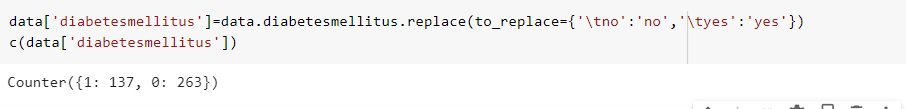 data['diabetesmellitus']=data.diabetesmellitus.replace(to_replace={'\tno':'no','\tyes':'yes'})
c(data['diabetesmellitus'])
Counter({1: 137, 0: 263})